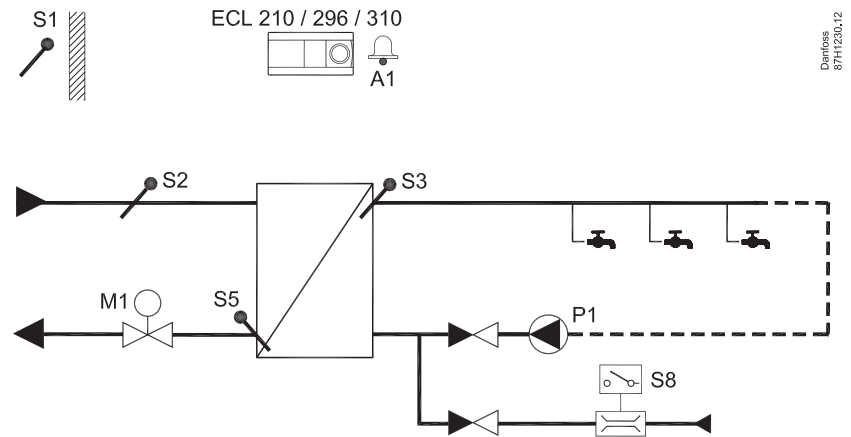 S1
ECL 210 / 296 / 310
A1
Danfoss
87H1230.12
S2
S3
M1
S5
P1
S8